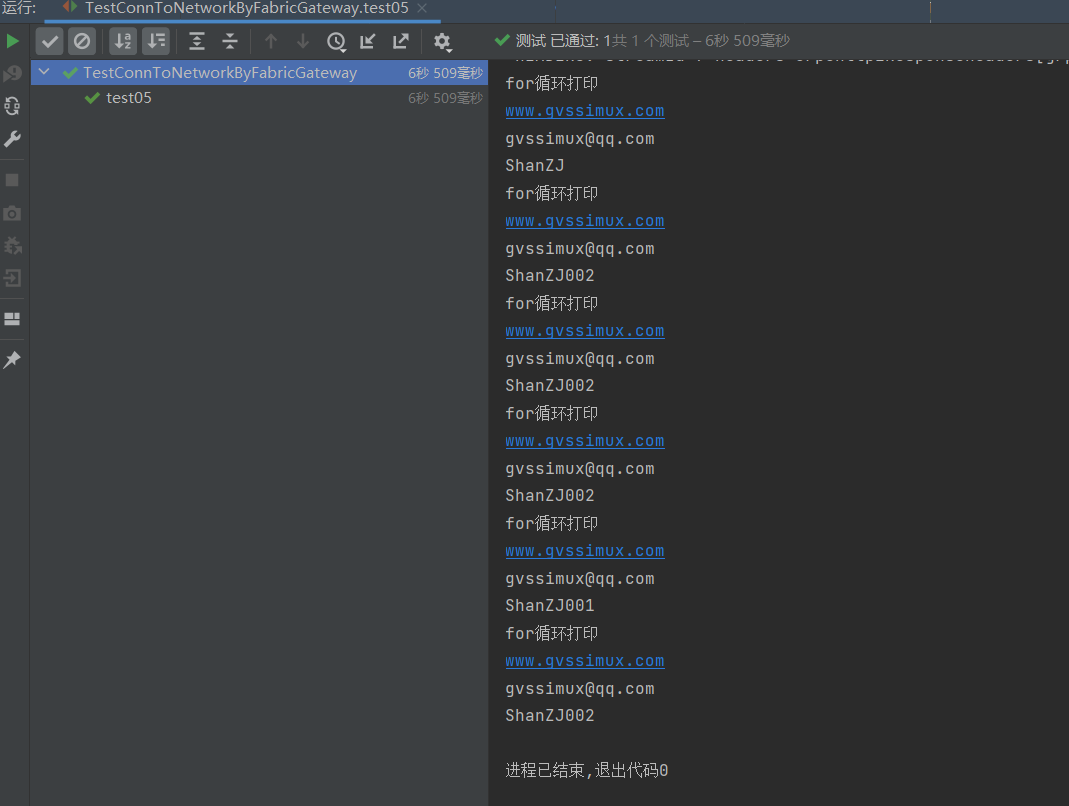 运行:
TestConnToNetworkByFabricGateway.test05
测试 已通过: 1共 1 个测试 – 6秒 509毫秒
TestConnToNetworkByFabricGateway 6秒 509毫秒
test05 6秒 509毫秒
for循环打印
www.gvssimux.com
gvssimux@qq.com
ShanZJ
for循环打印
www.gvssimux.com
gvssimux@qq.com
ShanZJ002
for循环打印
www.gvssimux.com
gvssimux@qq.com
ShanZJ002
for循环打印
www.gvssimux.com
gvssimux@qq.com
ShanZJ002
for循环打印
www.gvssimux.com
gvssimux@qq.com
ShanZJ001
for循环打印
www.gvssimux.com
gvssimux@qq.com
ShanZJ002
进程已结束,退出代码0